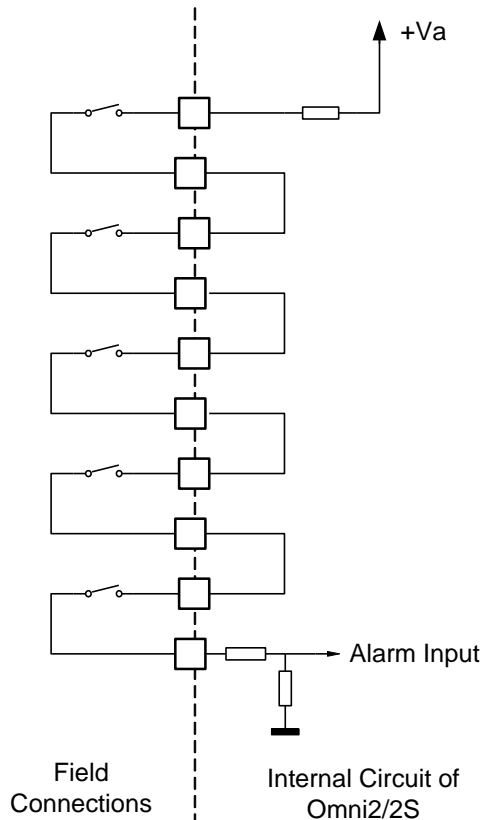 +Va
Alarm Input
Field
Connections
Internal Circuit of
Omni2/2S